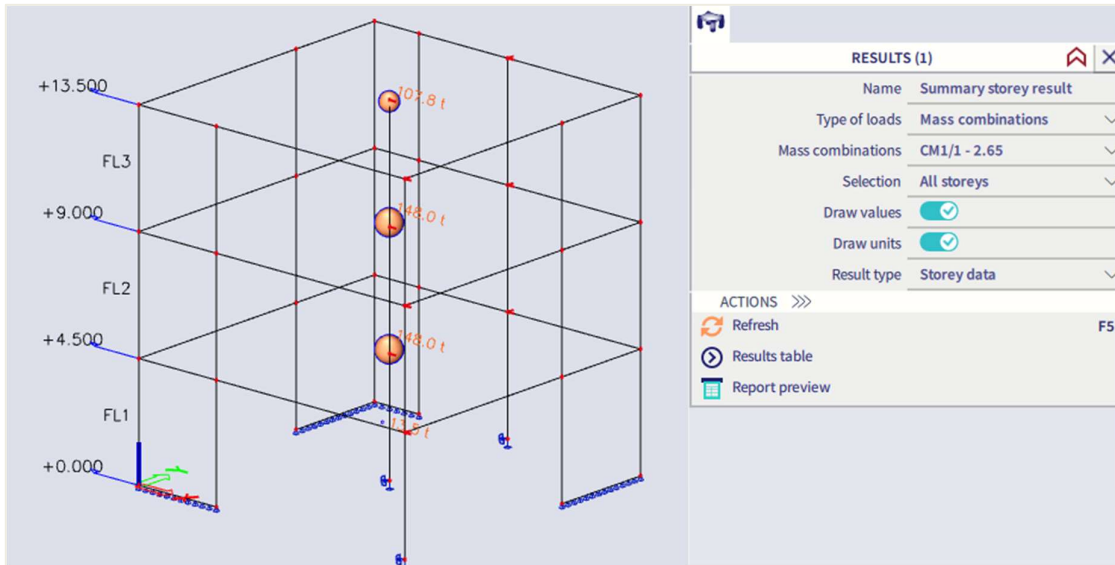 +13.500
FL3
+9.000
FL2
+4.500
FL1
+0.000
107.8 t
148.0 t
148.0 t
13.5 t
Y
X
RESULTS (1)
Name Summary storey result
Type of loads Mass combinations
Mass combinations CM1/1 - 2.65
Selection All storeys
Draw values
Draw units
Result type Storey data
ACTIONS >>>
Refresh F5
Results table
Report preview